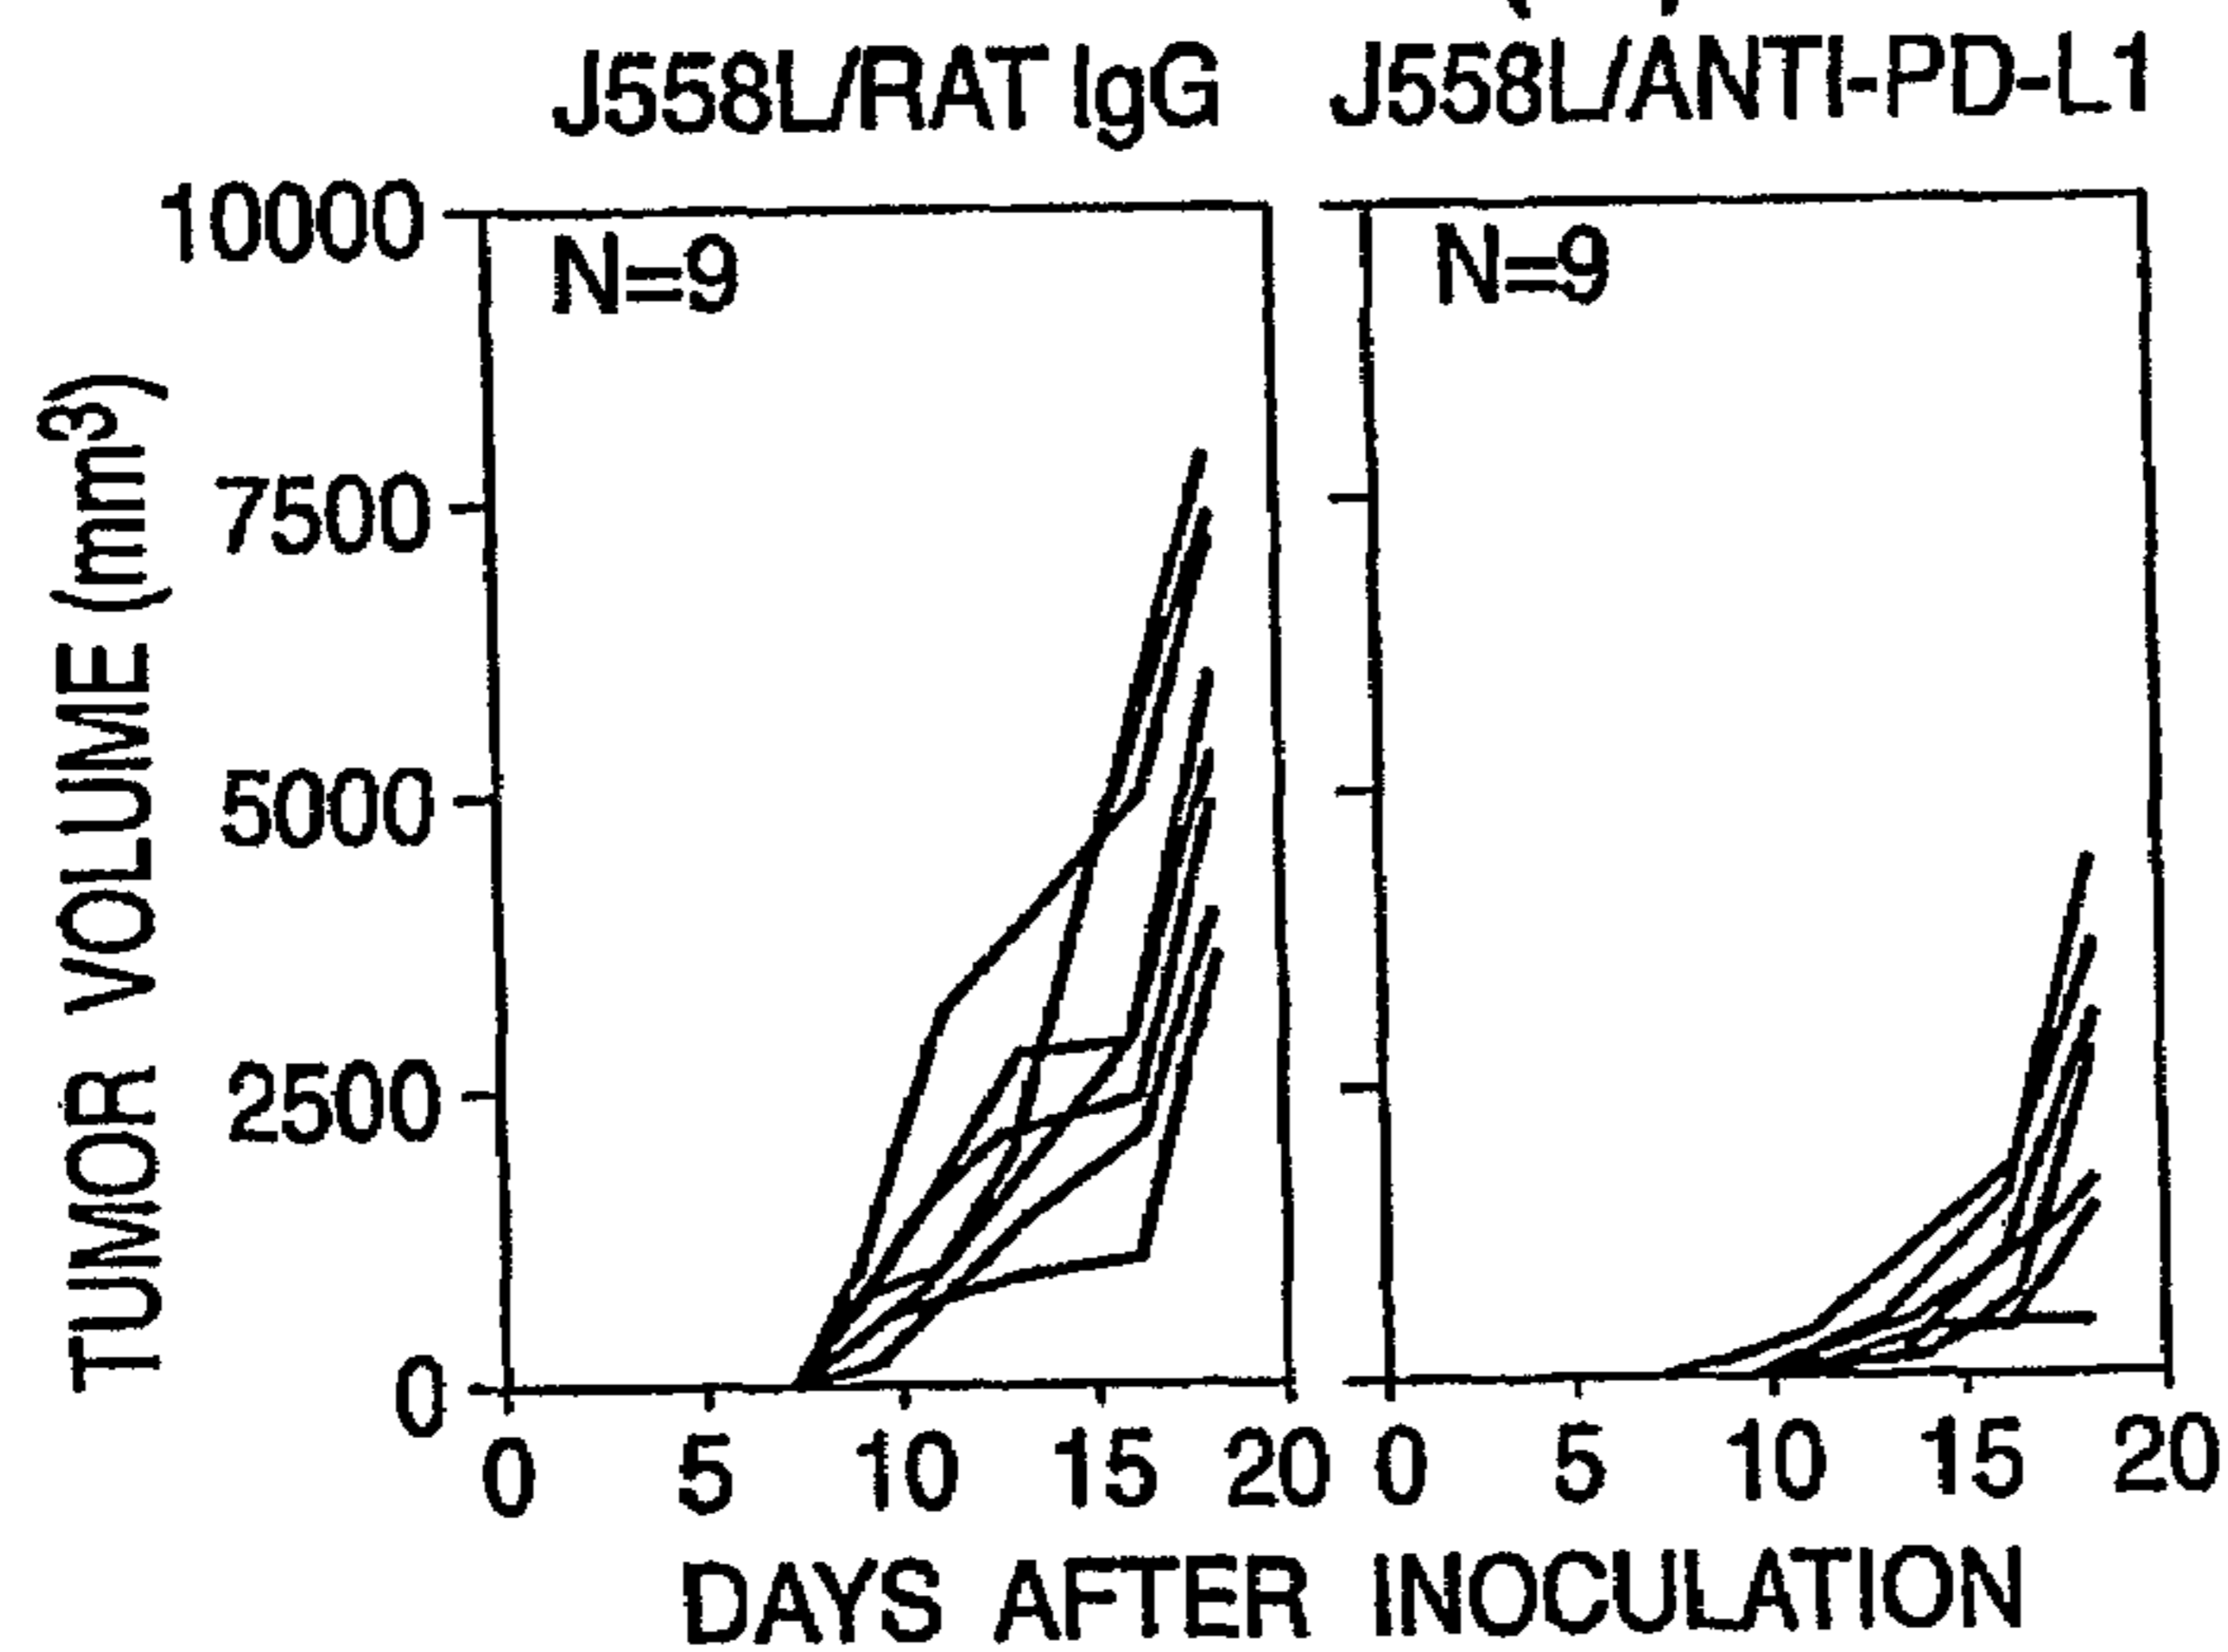 J558L/RAT IgG J558L/ANTI-PD-L1
N=9 N=9
TUMOR VOLUME (mm³)
10000
7500
5000
2500
0
0 5 10 15 20 0 5 10 15 20
DAYS AFTER INOCULATION